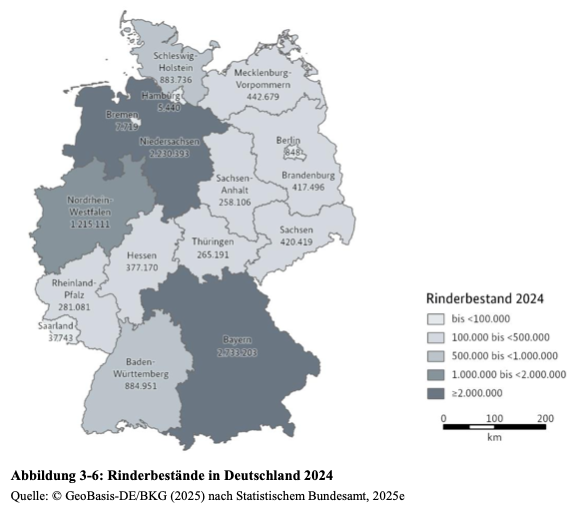 Schleswig-
Holstein
883.736
Mecklenburg-
Vorpommern
442.679
Hamburg
5.440
Bremen
Niedersachsen
2.230.393
Berlin
848
Brandenburg
417.496
Sachsen-
Anhalt
258.106
Nordrhein-
Westfalen
1.215.111
Sachsen
420.419
Thüringen
265.191
Hessen
377.170
Rheinland-
Pfalz
281.081
Saarland
37.743
Bayern
2.733.203
Baden-
Württemberg
884.951
Rinderbestand 2024
bis <100.000
100.000 bis <500.000
500.000 bis <1.000.000
1.000.000 bis <2.000.000
≥2.000.000
0 100 200
km
Abbildung 3-6: Rinderbestände in Deutschland 2024
Quelle: © GeoBasis-DE/BKG (2025) nach Statistischem Bundesamt, 2025e